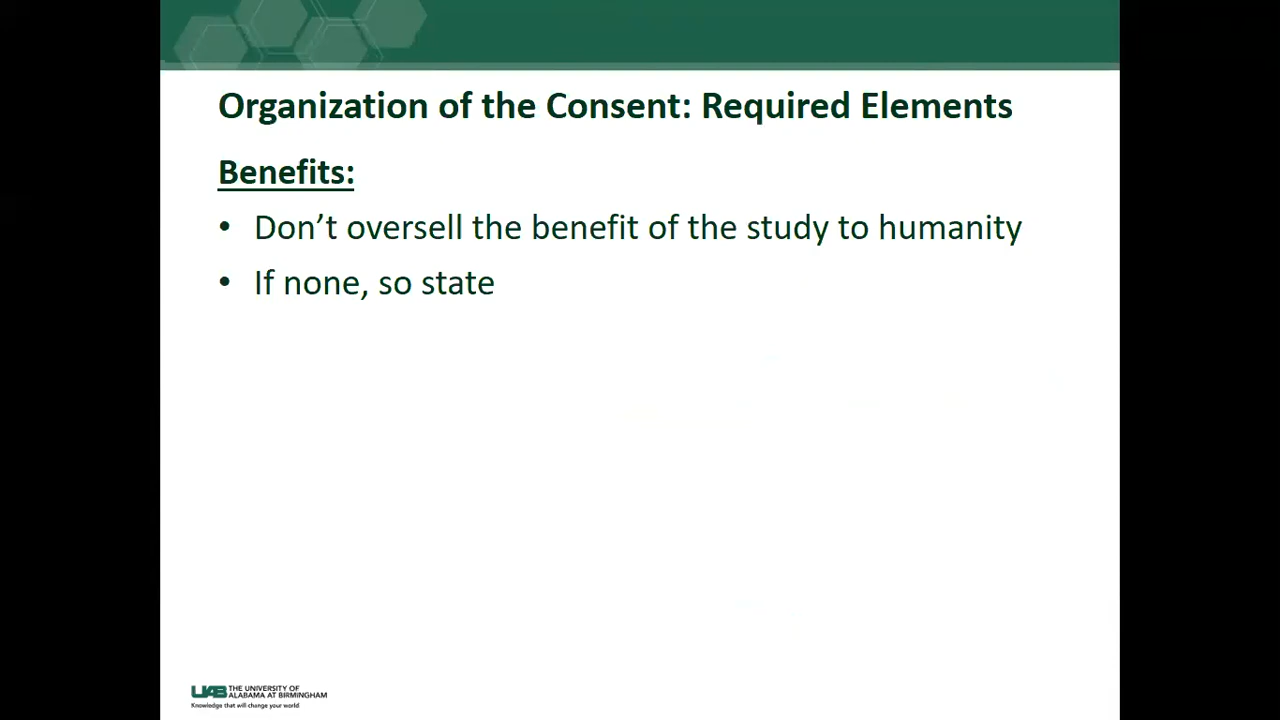 Organization of the Consent: Required Elements
Benefits:
• Don't oversell the benefit of the study to humanity
• If none, so state
UAB THE UNIVERSITY OF
ALABAMA AT BIRMINGHAM
Knowledge that will change your world